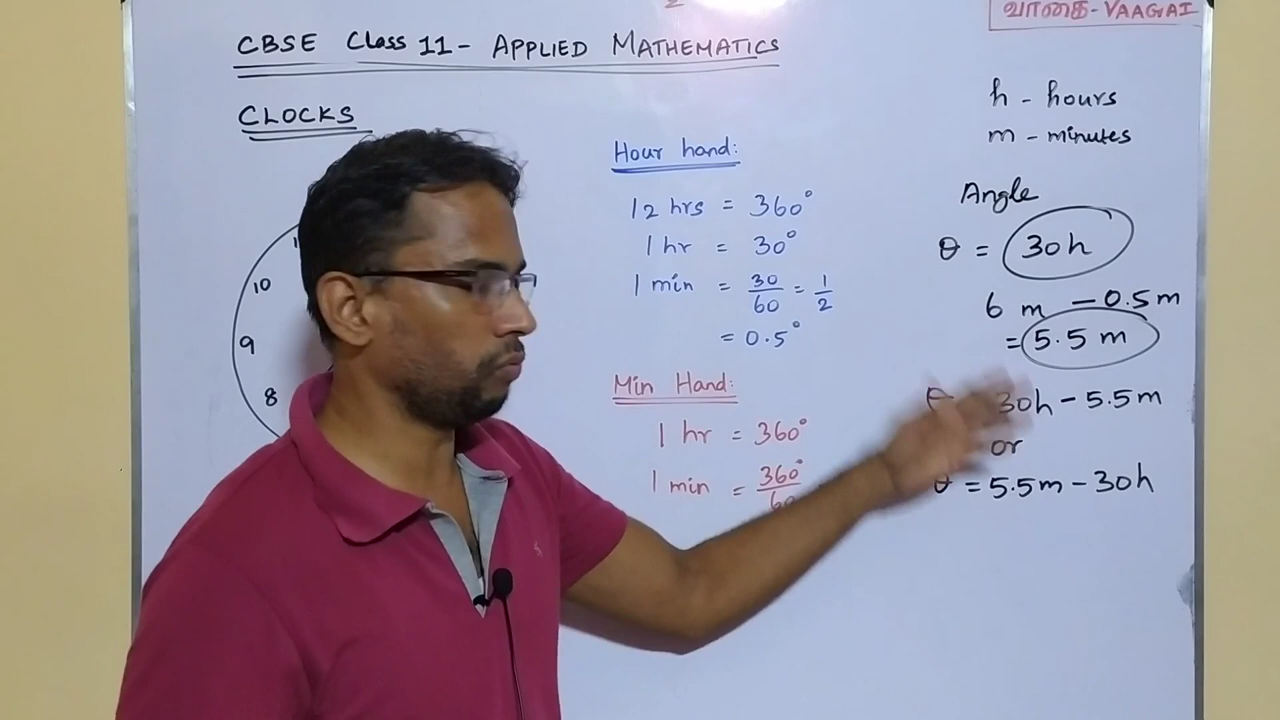 வாகை - VAAGAI
CBSE Class 11 - APPLIED MATHEMATICS
CLOCKS
10
9
8
Hour hand:
12 hrs = 360°
1 hr = 30°
1 min = 30/60 = 1/2
= 0.5°
Min Hand:
1 hr = 360°
1 min = 360°/60
h - hours
m - minutes
Angle
θ = 30h
6 m - 0.5 m
= 5.5 m
30h - 5.5m
or
θ = 5.5m - 30h